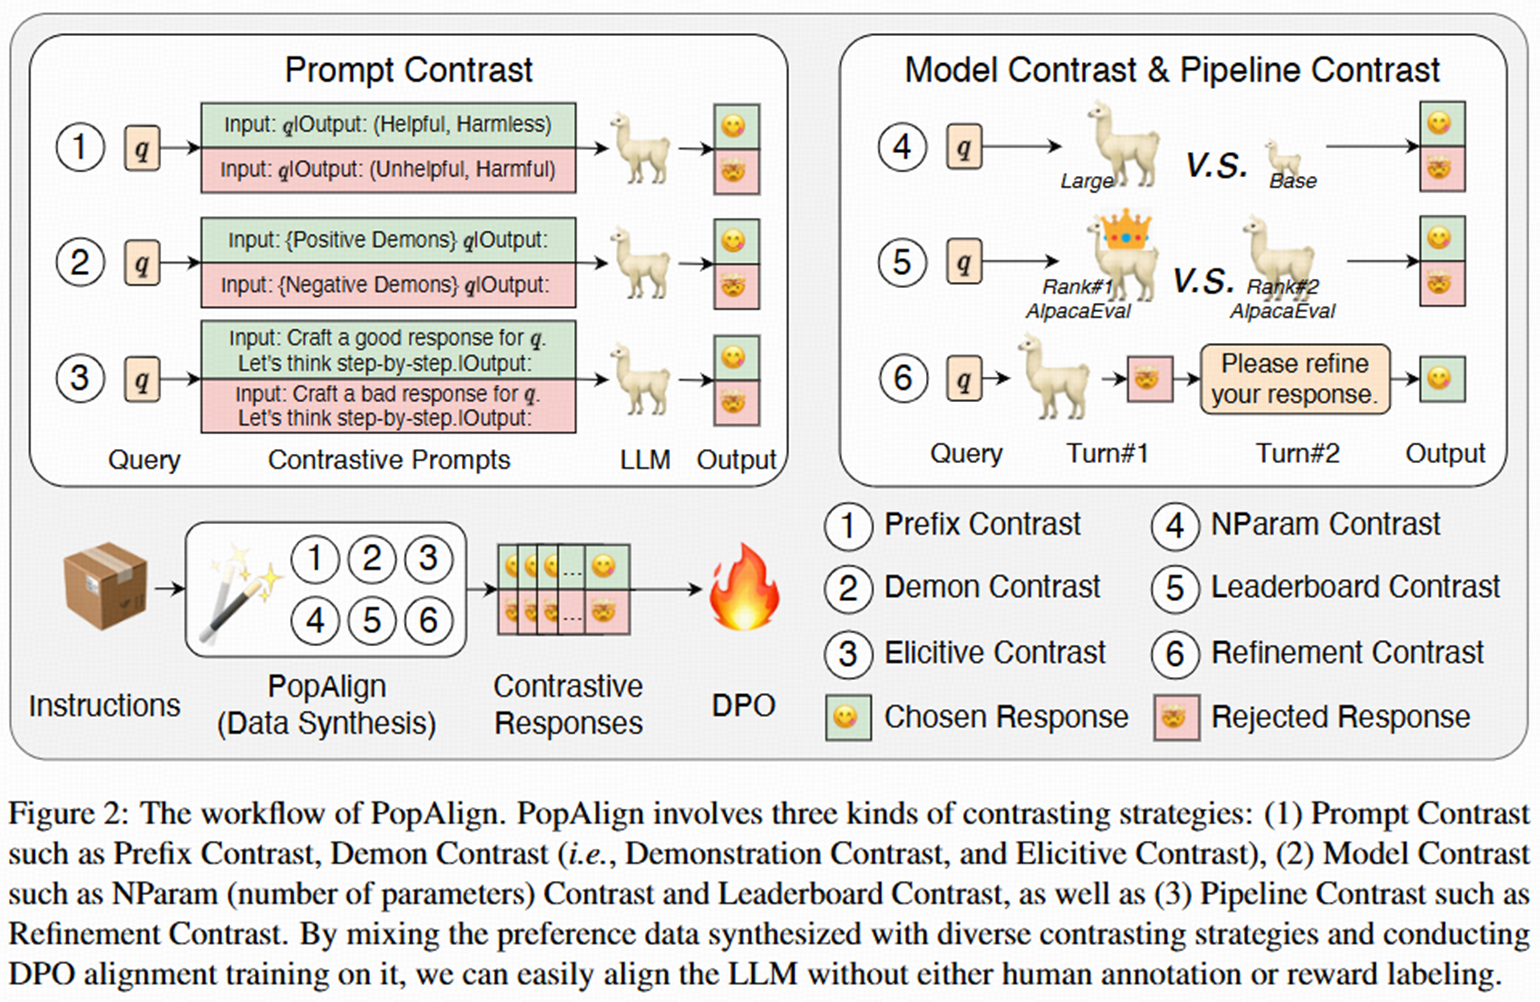 Prompt Contrast
1
q
Input: q|Output: (Helpful, Harmless)
Input: q|Output: (Unhelpful, Harmful)
2
q
Input: {Positive Demons} q|Output:
Input: {Negative Demons} q|Output:
3
q
Input: Craft a good response for q.
Let's think step-by-step.|Output:
Input: Craft a bad response for q.
Let's think step-by-step.|Output:
Query
Contrastive Prompts
LLM
Output
Model Contrast & Pipeline Contrast
4
q
Large
V.S.
Base
5
q
Rank#1
AlpacaEval
V.S.
Rank#2
AlpacaEval
6
q
Please refine
your response.
Query
Turn#1
Turn#2
Output
1 2 3
4 5 6
...
...
Instructions
PopAlign
(Data Synthesis)
Contrastive
Responses
DPO
1 Prefix Contrast
4 NParam Contrast
2 Demon Contrast
5 Leaderboard Contrast
3 Elicitive Contrast
6 Refinement Contrast
Chosen Response
Rejected Response
Figure 2: The workflow of PopAlign. PopAlign involves three kinds of contrasting strategies: (1) Prompt Contrast
such as Prefix Contrast, Demon Contrast (i.e., Demonstration Contrast, and Elicitive Contrast), (2) Model Contrast
such as NParam (number of parameters) Contrast and Leaderboard Contrast, as well as (3) Pipeline Contrast such as
Refinement Contrast. By mixing the preference data synthesized with diverse contrasting strategies and conducting
DPO alignment training on it, we can easily align the LLM without either human annotation or reward labeling.